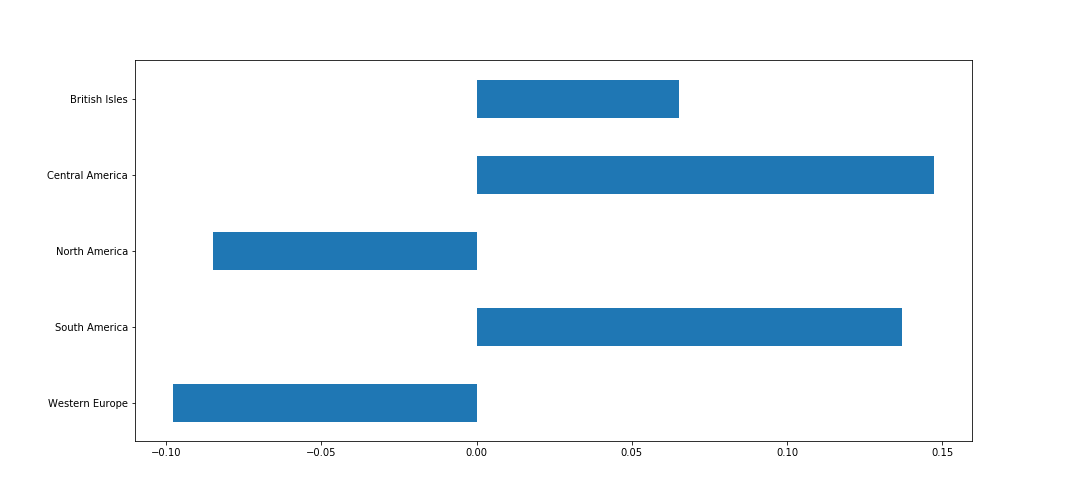 British Isles
Central America
North America
South America
Western Europe
−0.10 −0.05 0.00 0.05 0.10 0.15